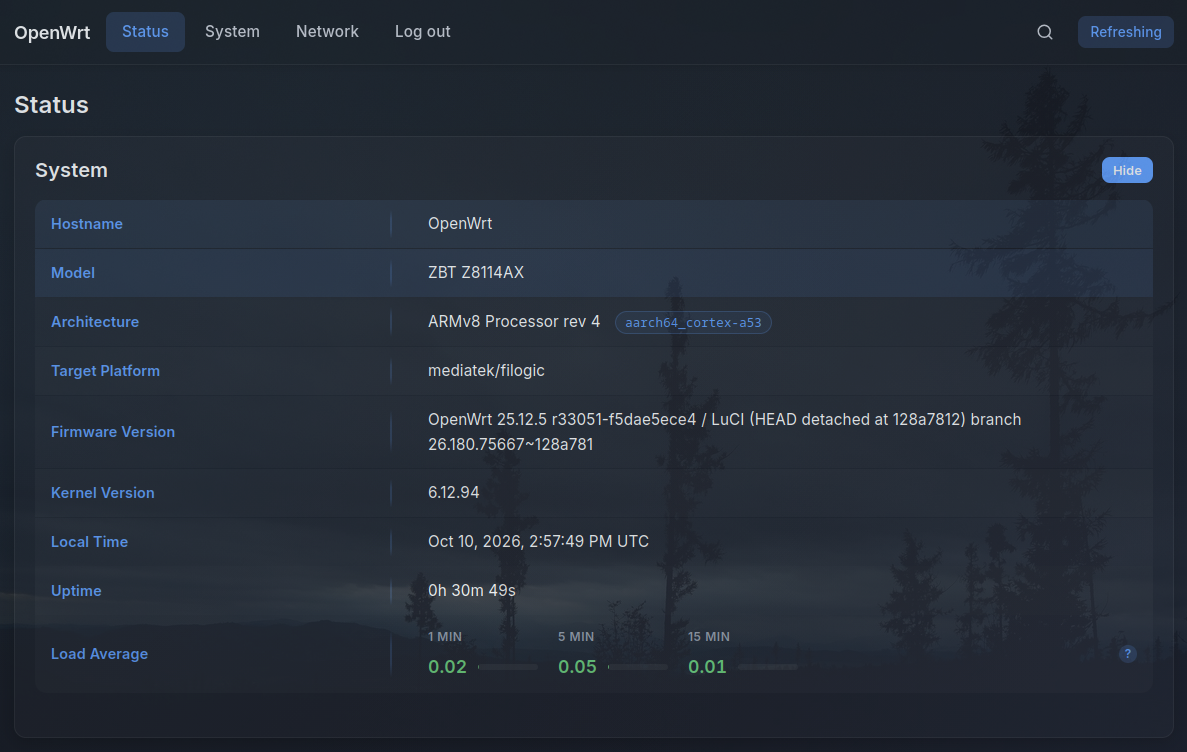 OpenWrt Status System Network Log out Refreshing
Status
System Hide
Hostname OpenWrt
Model ZBT Z8114AX
Architecture ARMv8 Processor rev 4 aarch64_cortex-a53
Target Platform mediatek/filogic
Firmware Version OpenWrt 25.12.5 r33051-f5dae5ece4 / LuCI (HEAD detached at 128a7812) branch
26.180.75667~128a781
Kernel Version 6.12.94
Local Time Oct 10, 2026, 2:57:49 PM UTC
Uptime 0h 30m 49s
1 MIN 5 MIN 15 MIN
Load Average ?
0.02 0.05 0.01